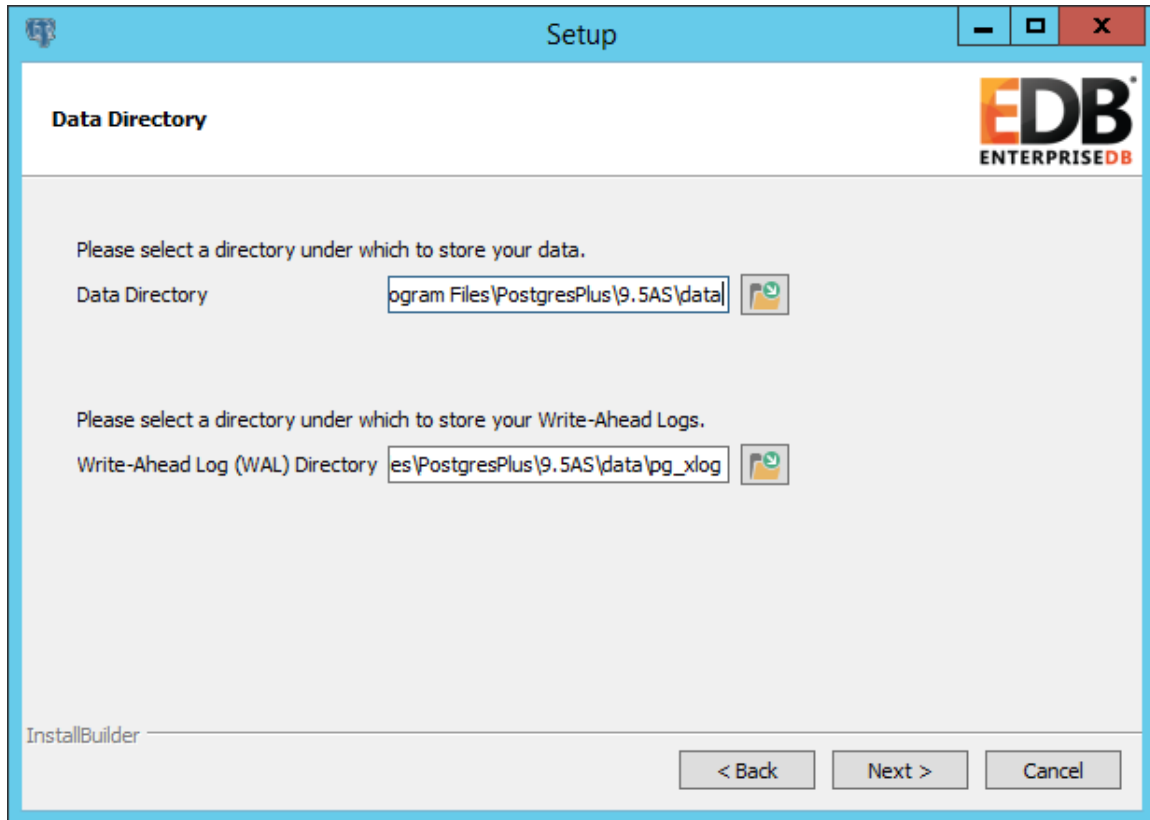 Setup
Data Directory
EDB
ENTERPRISEDB
Please select a directory under which to store your data.
Data Directory ogram Files\PostgresPlus\9.5AS\data
Please select a directory under which to store your Write-Ahead Logs.
Write-Ahead Log (WAL) Directory es\PostgresPlus\9.5AS\data\pg_xlog
InstallBuilder
< Back Next > Cancel